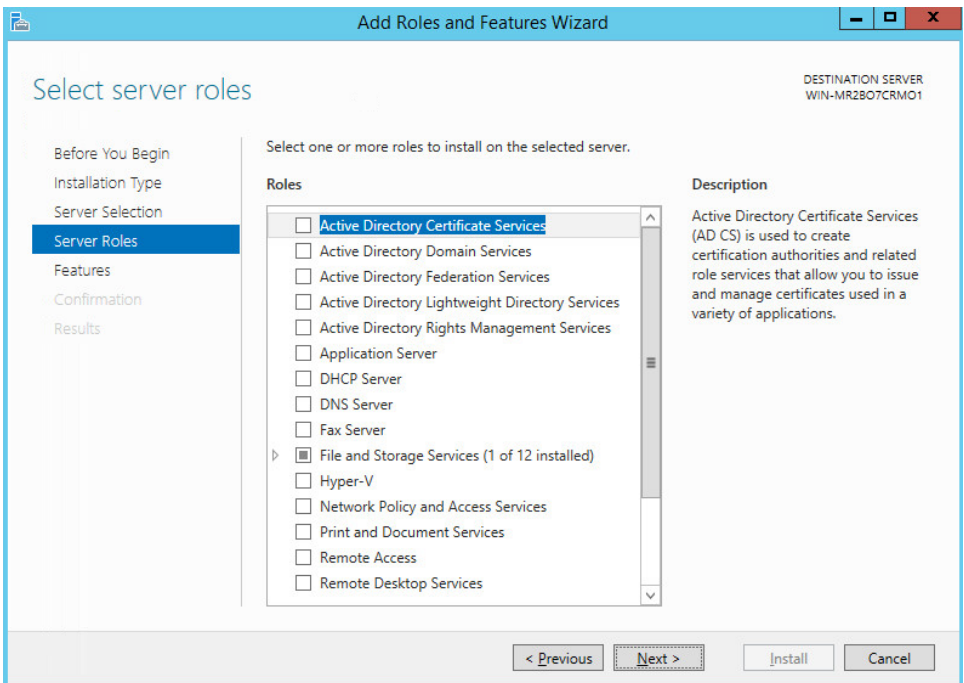 Add Roles and Features Wizard
Select server roles
DESTINATION SERVER
WIN-MR2BO7CRMO1
Before You Begin
Installation Type
Server Selection
Server Roles
Features
Confirmation
Results
Select one or more roles to install on the selected server.
Roles
Active Directory Certificate Services
Active Directory Domain Services
Active Directory Federation Services
Active Directory Lightweight Directory Services
Active Directory Rights Management Services
Application Server
DHCP Server
DNS Server
Fax Server
File and Storage Services (1 of 12 installed)
Hyper-V
Network Policy and Access Services
Print and Document Services
Remote Access
Remote Desktop Services
Description
Active Directory Certificate Services
(AD CS) is used to create
certification authorities and related
role services that allow you to issue
and manage certificates used in a
variety of applications.
< Previous
Next >
Install
Cancel